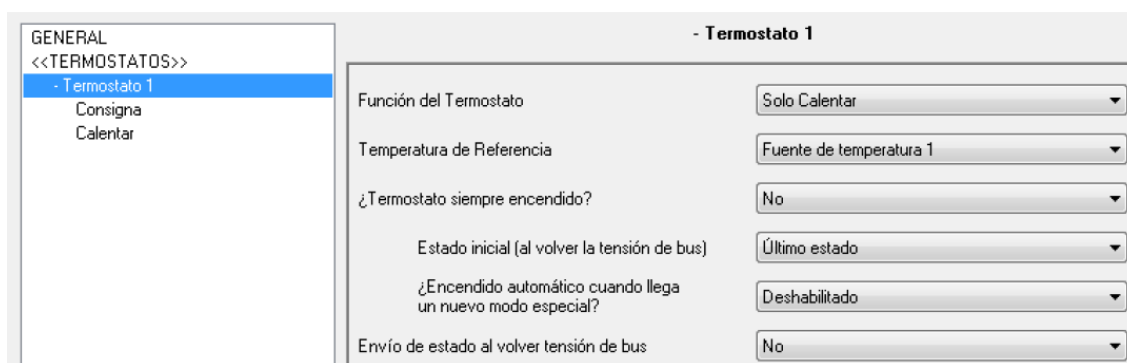 GENERAL
<<TERMOSTATOS>>
- Termostato 1
Consigna
Calentar
- Termostato 1
Función del Termostato
Solo Calentar
Temperatura de Referencia
Fuente de temperatura 1
¿Termostato siempre encendido?
No
Estado inicial (al volver la tensión de bus)
Último estado
¿Encendido automático cuando llega
un nuevo modo especial?
Deshabilitado
Envío de estado al volver tensión de bus
No